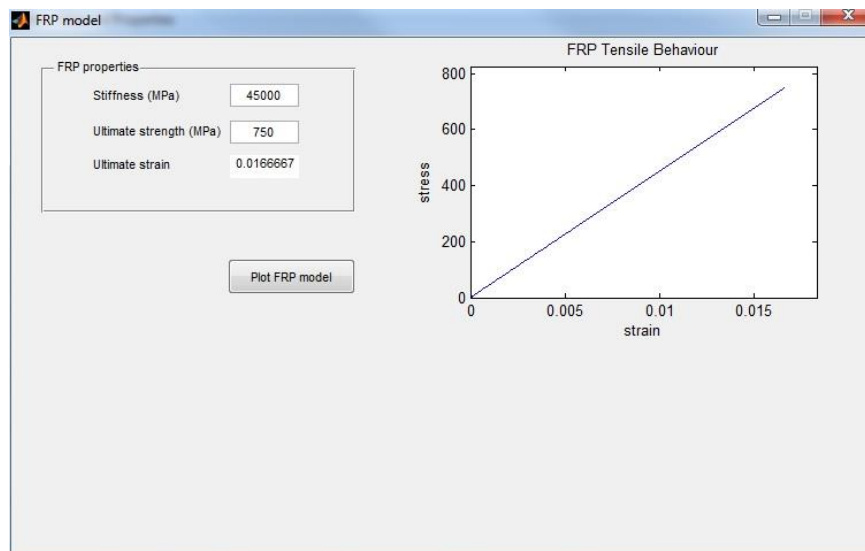 FRP model
FRP properties
Stiffness (MPa) 45000
Ultimate strength (MPa) 750
Ultimate strain 0.0166667
Plot FRP model
FRP Tensile Behaviour
800
600
400
200
0
stress
0 0.005 0.01 0.015
strain